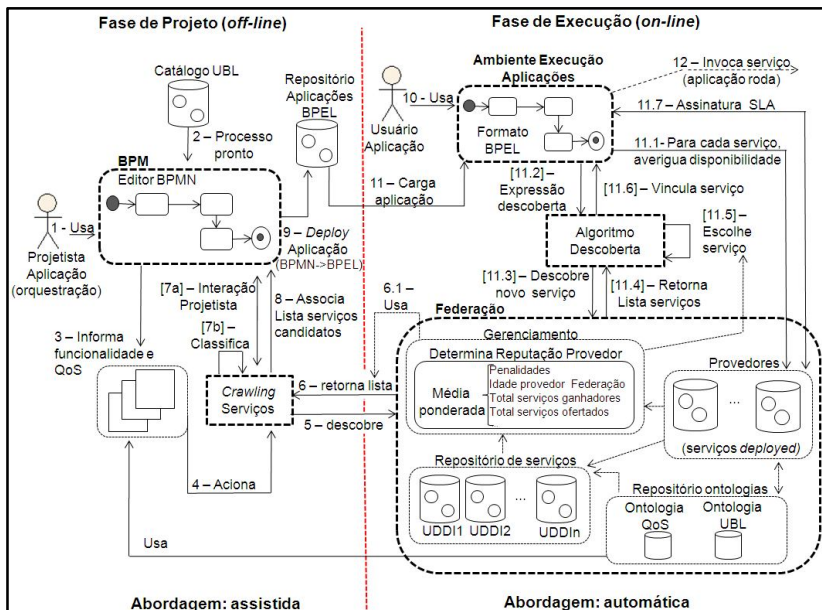 Fase de Projeto (off-line)
Fase de Execução (on-line)
Catálogo UBL
Repositório
Aplicações
BPEL
2 – Processo
pronto
BPM
Editor BPMN
1 - Usa
Projetista
Aplicação
(orquestração)
9 – Deploy
Aplicação
(BPMN->BPEL)
[7a] – Interação
Projetista
8 – Associa
Lista serviços
candidatos
[7b] –
Classifica
3 – Informa
funcionalidade e
QoS
Crawling
Serviços
6 – retorna lista
5 – descobre
4 – Aciona
Usa
Abordagem: assistida
Ambiente Execução
Aplicações
12 – Invoca serviço
(aplicação roda)
10 - Usa
Usuário
Aplicação
Formato
BPEL
11.7 – Assinatura SLA
11.1- Para cada serviço,
averigua disponibilidade
11 – Carga
aplicação
[11.2] –
Expressão
descoberta
[11.6] – Vincula serviço
Algoritmo
Descoberta
[11.5] –
Escolhe
serviço
[11.3] – Descobre
novo serviço
[11.4] – Retorna
Lista serviços
6.1 -
Usa
Federação
Gerenciamento
Determina Reputação Provedor
Média
ponderada
Penalidades
Idade provedor Federação
Total serviços ganhadores
Total serviços ofertados
Provedores
...
(serviços deployed)
Repositório de serviços
...
UDDI1
UDDI2
UDDIn
Repositório ontologias
Ontologia
QoS
Ontologia
UBL
Abordagem: automática